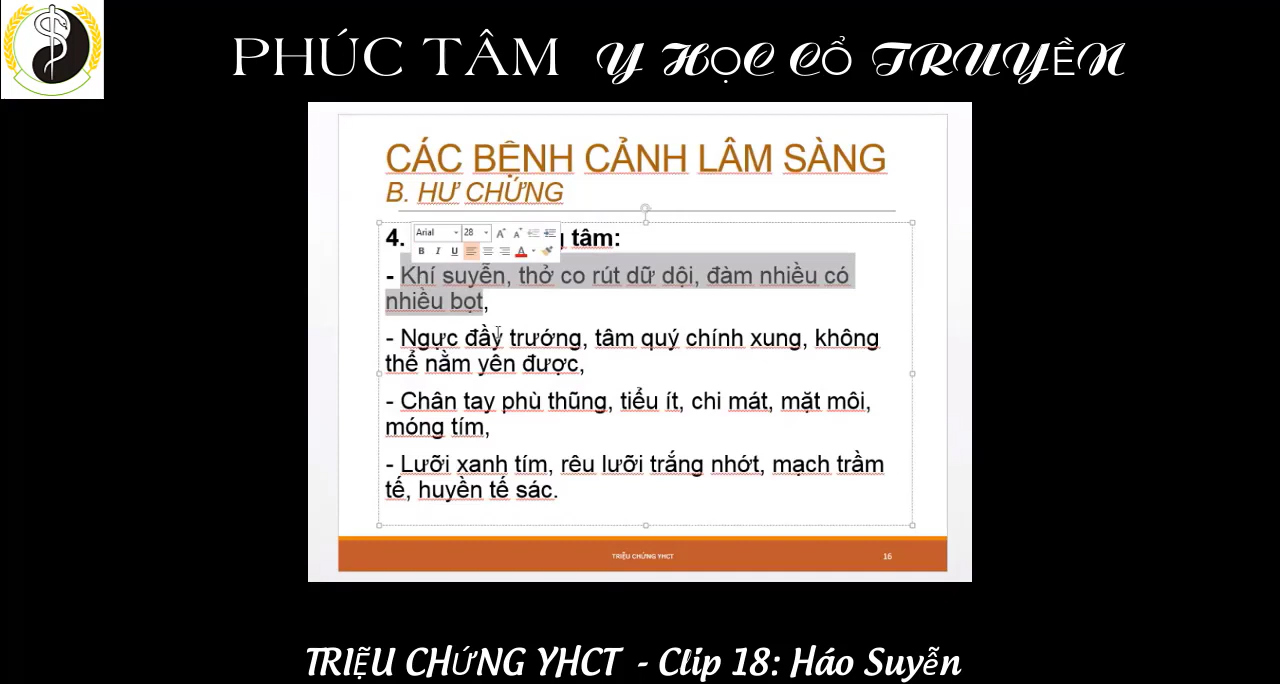 PHÚC TÂM Y HỌC CỔ TRUYỀN
CÁC BỆNH CẢNH LÂM SÀNG
B. HƯ CHỨNG
Arial 28
B I U A
4. tâm:
- Khí suyễn, thở co rút dữ dội, đàm nhiều có
nhiều bọt,
- Ngực đầy trướng, tâm quý chính xung, không
thể nằm yên được,
- Chân tay phù thũng, tiểu ít, chi mát, mặt môi,
móng tím,
- Lưỡi xanh tím, rêu lưỡi trắng nhớt, mạch trầm
tế, huyền tế sác.
TRIỆU CHỨNG YHCT 16
TRIỆU CHỨNG YHCT - Clip 18: Háo Suyễn